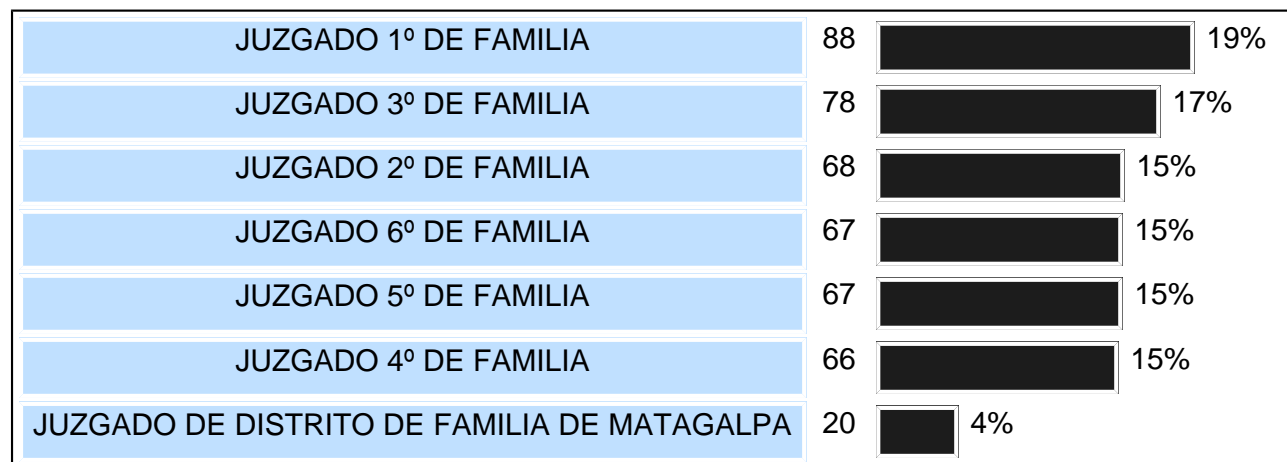 JUZGADO 1º DE FAMILIA 88 19%
JUZGADO 3º DE FAMILIA 78 17%
JUZGADO 2º DE FAMILIA 68 15%
JUZGADO 6º DE FAMILIA 67 15%
JUZGADO 5º DE FAMILIA 67 15%
JUZGADO 4º DE FAMILIA 66 15%
JUZGADO DE DISTRITO DE FAMILIA DE MATAGALPA 20 4%